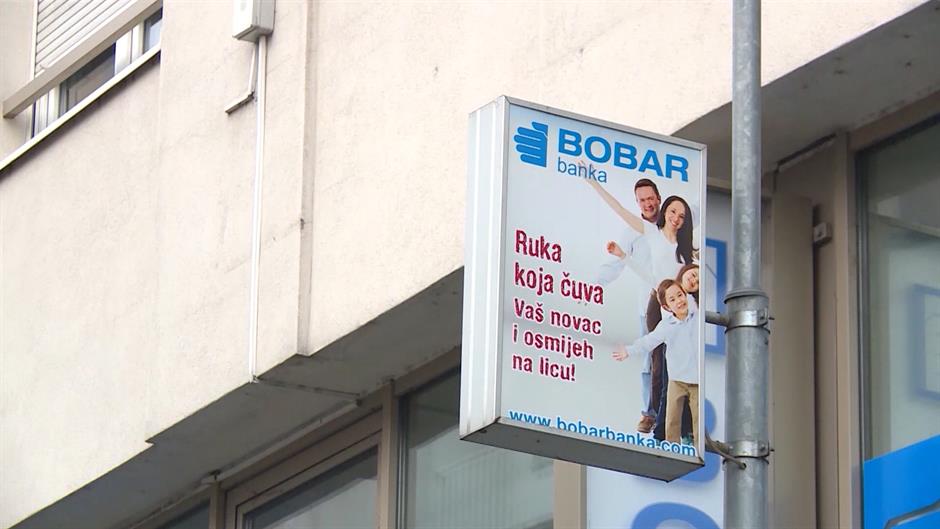 BOBAR
banka
Ruka
koja čuva
Vaš novac
i osmijeh
na licu!
www.bobarbanka.com